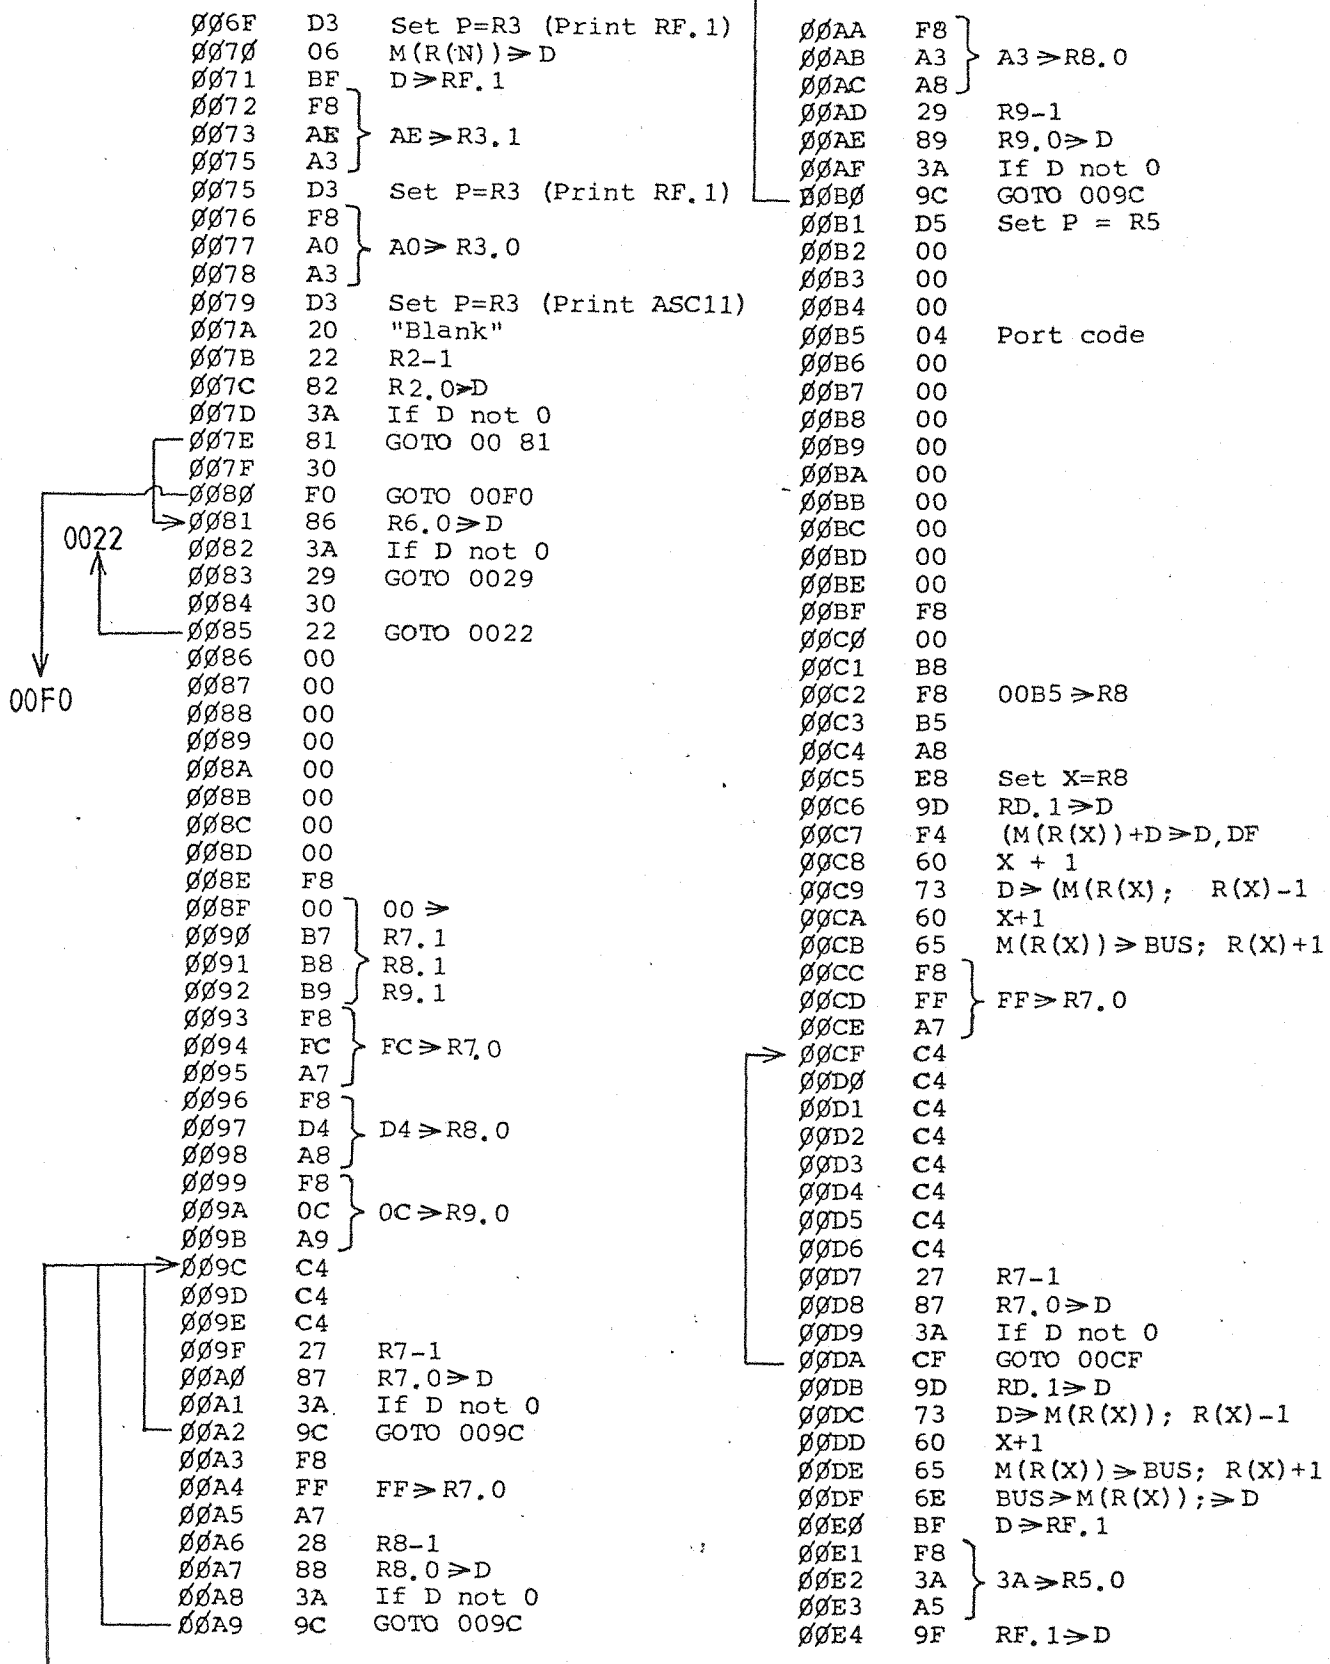 ØØ6F D3 Set P=R3 (Print RF.1)
ØØ7Ø 06 M(R(N))⩾D
ØØ71 BF D⩾RF.1
ØØ72 F8
ØØ73 AE AE⩾R3.1
ØØ75 A3
ØØ75 D3 Set P=R3 (Print RF.1)
ØØ76 F8
ØØ77 A0 A0⩾R3.0
ØØ78 A3
ØØ79 D3 Set P=R3 (Print ASC11)
ØØ7A 20 "Blank"
ØØ7B 22 R2-1
ØØ7C 82 R2.0⩾D
ØØ7D 3A If D not 0
ØØ7E 81 GOTO 00 81
ØØ7F 30
ØØ8Ø F0 GOTO 00F0
ØØ81 86 R6.0⩾D
0022
ØØ82 3A If D not 0
ØØ83 29 GOTO 0029
ØØ84 30
ØØ85 22 GOTO 0022
ØØ86 00
ØØ87 00
00F0
ØØ88 00
ØØ89 00
ØØ8A 00
ØØ8B 00
ØØ8C 00
ØØ8D 00
ØØ8E F8
ØØ8F 00 00 ⩾
ØØ9Ø B7 R7.1
ØØ91 B8 R8.1
ØØ92 B9 R9.1
ØØ93 F8
ØØ94 FC FC⩾R7.0
ØØ95 A7
ØØ96 F8
ØØ97 D4 D4⩾R8.0
ØØ98 A8
ØØ99 F8
ØØ9A 0C 0C⩾R9.0
ØØ9B A9
ØØ9C C4
ØØ9D C4
ØØ9E C4
ØØ9F 27 R7-1
ØØAØ 87 R7.0⩾D
ØØA1 3A If D not 0
ØØA2 9C GOTO 009C
ØØA3 F8
ØØA4 FF FF⩾R7.0
ØØA5 A7
ØØA6 28 R8-1
ØØA7 88 R8.0⩾D
ØØA8 3A If D not 0
ØØA9 9C GOTO 009C
ØØAA F8
ØØAB A3 A3⩾R8.0
ØØAC A8
ØØAD 29 R9-1
ØØAE 89 R9.0⩾D
ØØAF 3A If D not 0
ØØBØ 9C GOTO 009C
ØØB1 D5 Set P = R5
ØØB2 00
ØØB3 00
ØØB4 00
ØØB5 04 Port code
ØØB6 00
ØØB7 00
ØØB8 00
ØØB9 00
ØØBA 00
ØØBB 00
ØØBC 00
ØØBD 00
ØØBE 00
ØØBF F8
ØØCØ 00
ØØC1 B8
ØØC2 F8 00B5⩾R8
ØØC3 B5
ØØC4 A8
ØØC5 E8 Set X=R8
ØØC6 9D RD.1⩾D
ØØC7 F4 (M(R(X))+D⩾D,DF
ØØC8 60 X + 1
ØØC9 73 D⩾(M(R(X); R(X)-1
ØØCA 60 X+1
ØØCB 65 M(R(X))⩾BUS; R(X)+1
ØØCC F8
ØØCD FF FF⩾R7.0
ØØCE A7
ØØCF C4
ØØDØ C4
ØØD1 C4
ØØD2 C4
ØØD3 C4
ØØD4 C4
ØØD5 C4
ØØD6 C4
ØØD7 27 R7-1
ØØD8 87 R7.0⩾D
ØØD9 3A If D not 0
ØØDA CF GOTO 00CF
ØØDB 9D RD.1⩾D
ØØDC 73 D⩾M(R(X)); R(X)-1
ØØDD 60 X+1
ØØDE 65 M(R(X))⩾BUS; R(X)+1
ØØDF 6E BUS⩾M(R(X));⩾D
ØØEØ BF D⩾RF.1
ØØE1 F8
ØØE2 3A 3A⩾R5.0
ØØE3 A5
ØØE4 9F RF.1⩾D